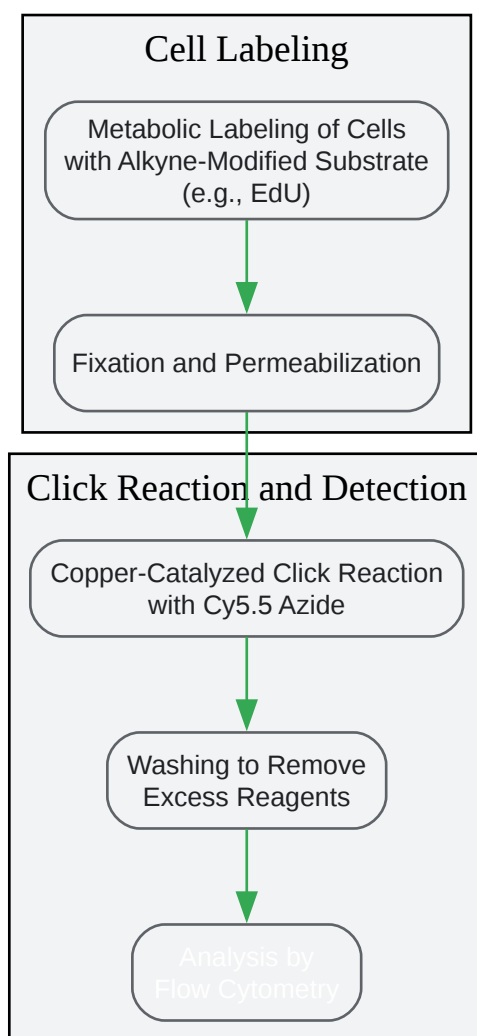 Cell Labeling
Metabolic Labeling of Cells
with Alkyne-Modified Substrate
(e.g., EdU)
Fixation and Permeabilization
Click Reaction and Detection
Copper-Catalyzed Click Reaction
with Cy5.5 Azide
Washing to Remove
Excess Reagents
Analysis by
Flow Cytometry